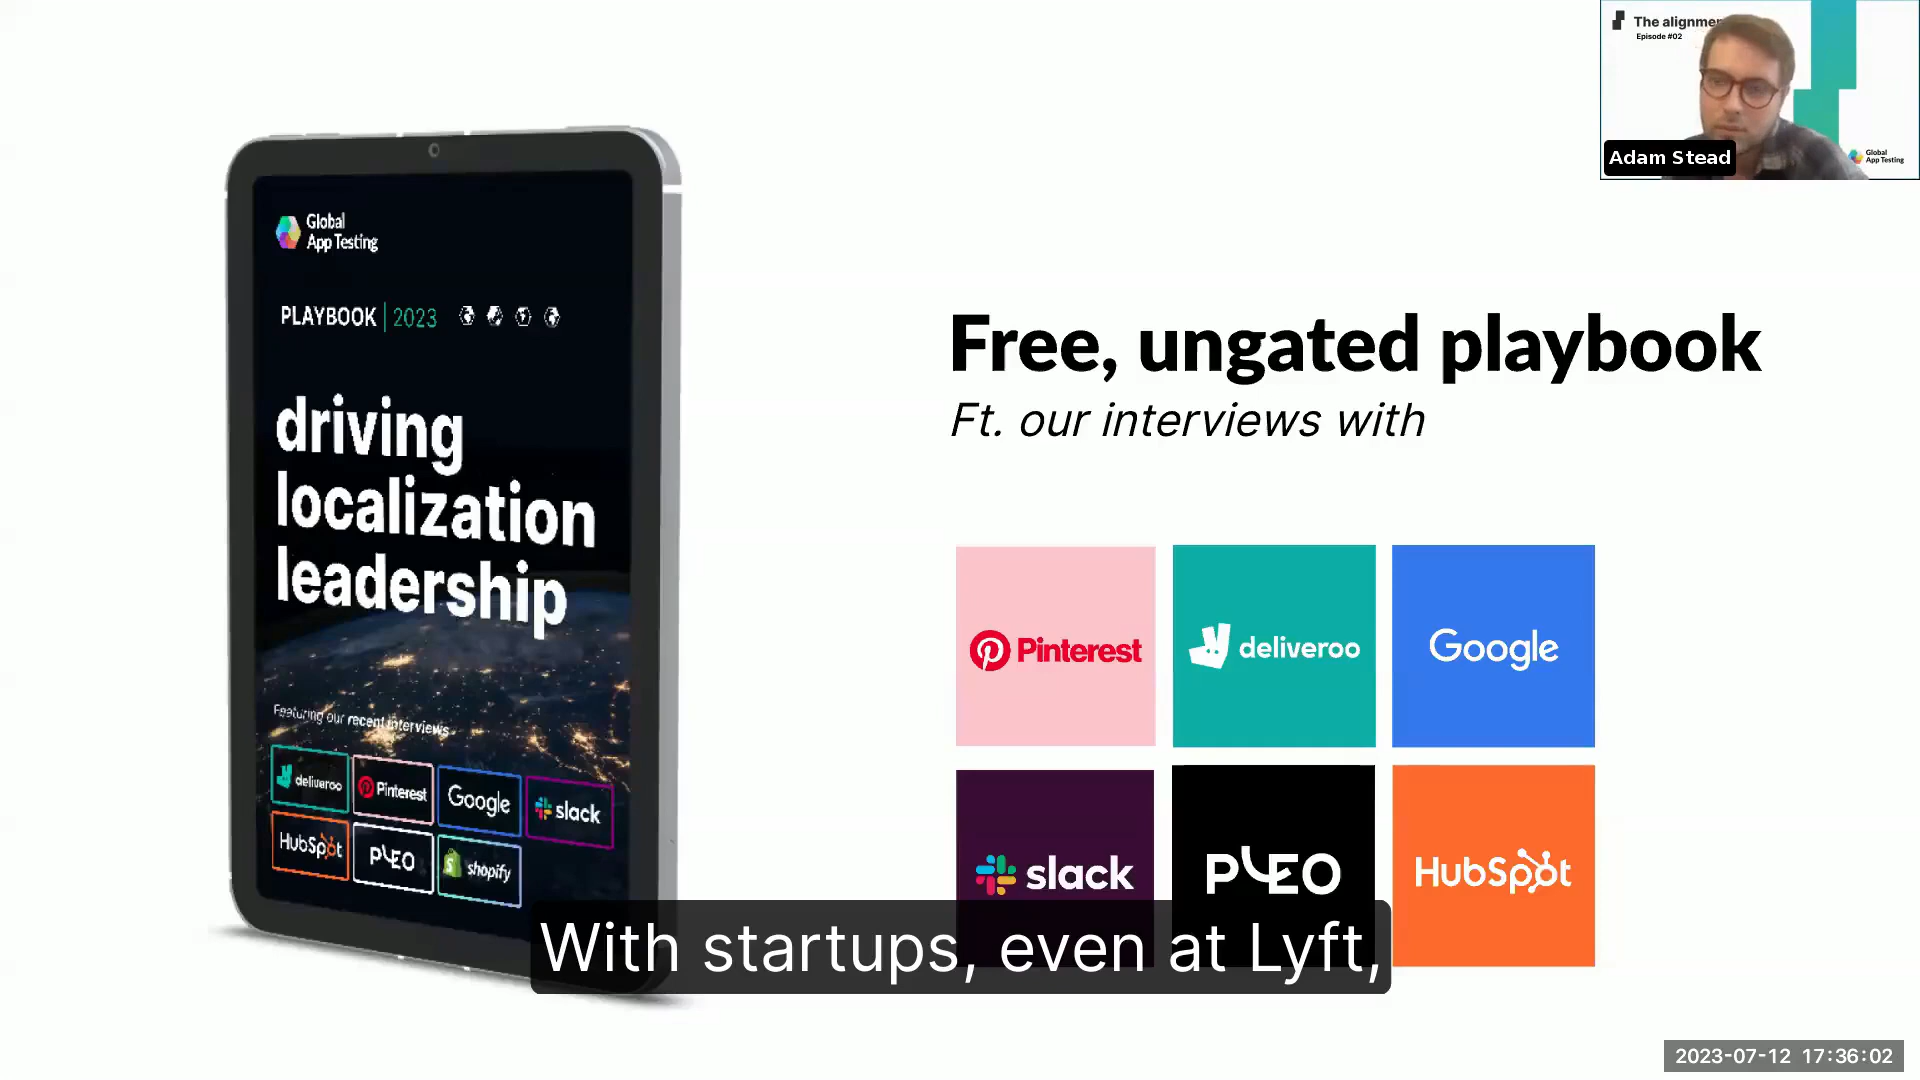 The alignme
Episode #02
Adam Stead
Global
App Testing
Global
App Testing
PLAYBOOK | 2023
driving
localization
leadership
Featuring our recent interviews
deliveroo
Pinterest
Google
slack
HubSpot
PLEO
shopify
Free, ungated playbook
Ft. our interviews with
Pinterest
deliveroo
Google
slack
PLEO
HubSpot
With startups, even at Lyft,
2023-07-12 17:36:02